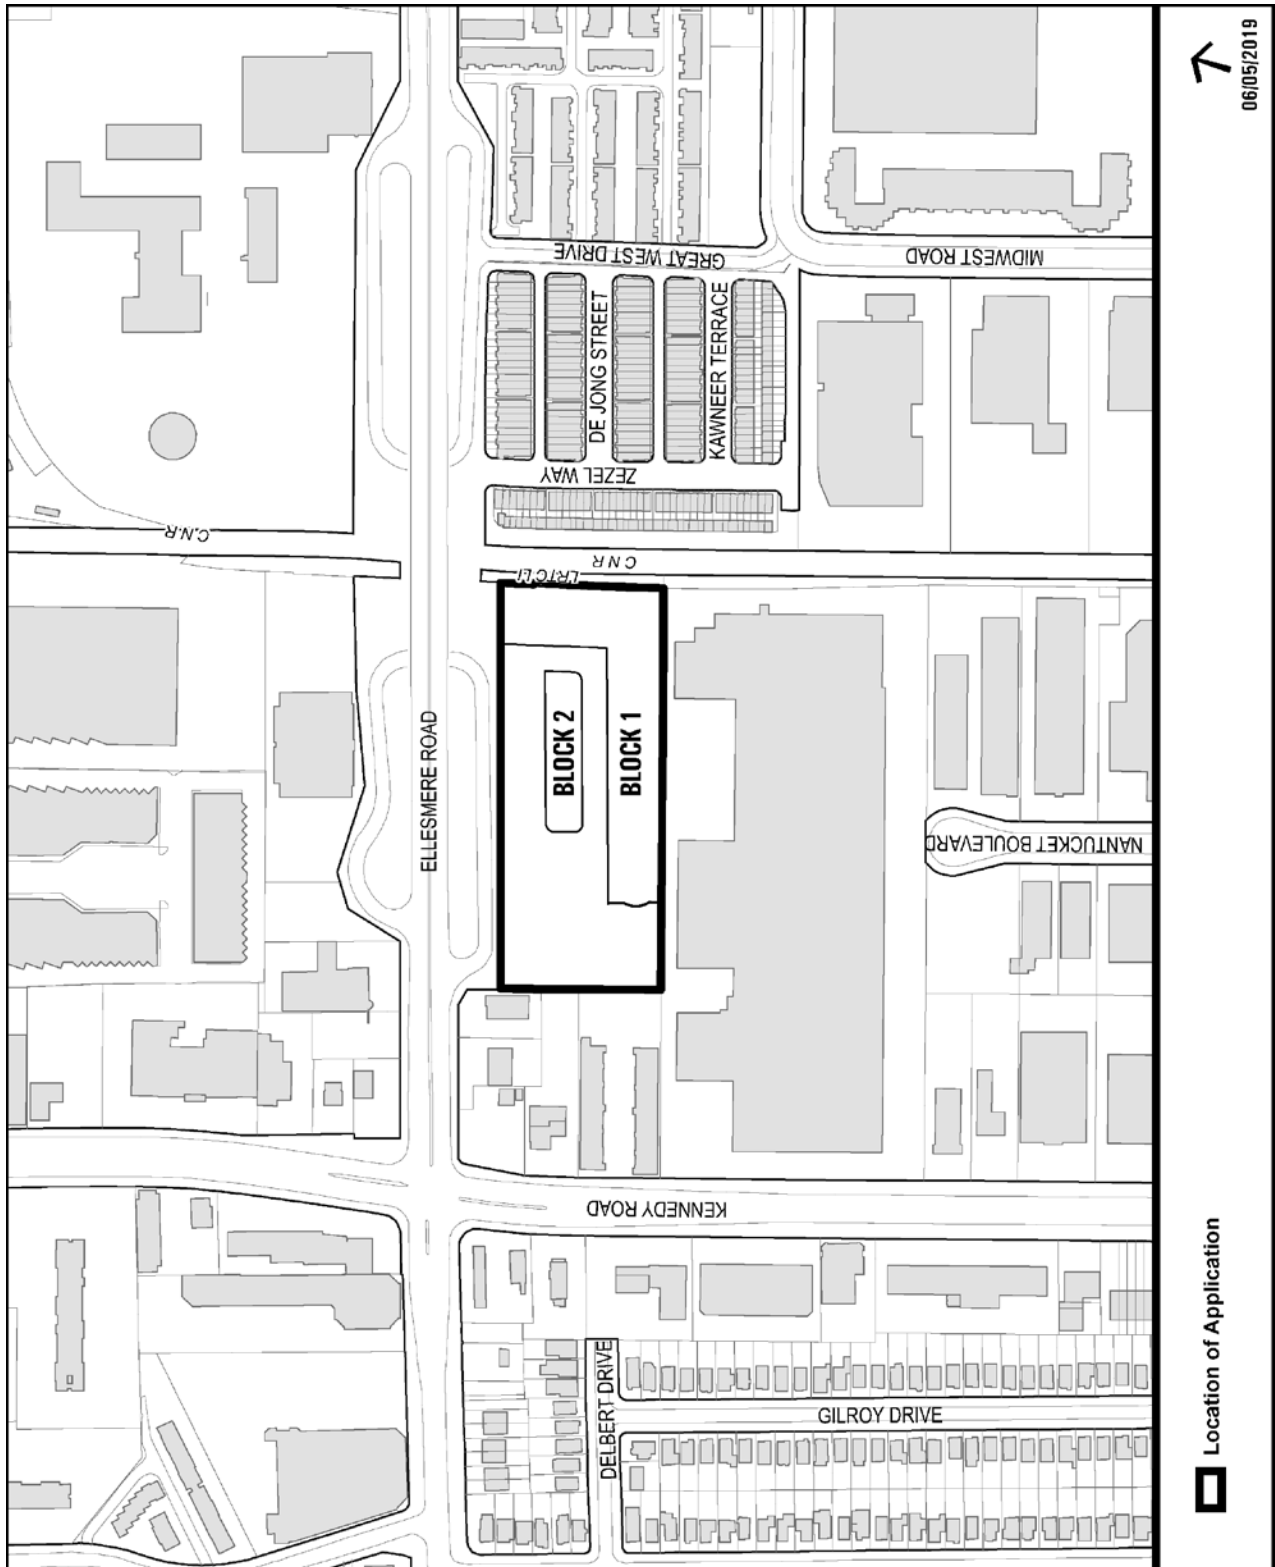 06/05/2019
GREAT WEST DRIVE
MIDWEST ROAD
DE JONG STREET
KAWNEER TERRACE
ZEZEL WAY
C.N.R
C N R
ELLESMERE ROAD
BLOCK 2
BLOCK 1
NANTUCKET BOULEVARD
KENNEDY ROAD
DELBERT DRIVE
GILROY DRIVE
Location of Application